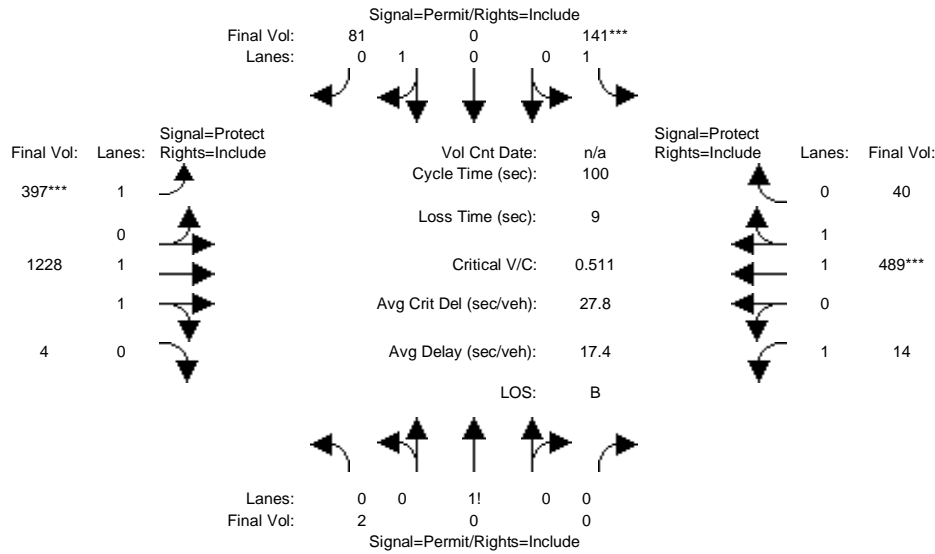 Signal=Permit/Rights=Include
Final Vol: 81 0 141***
Lanes: 0 1 0 0 1
Signal=Protect Signal=Protect
Final Vol: Lanes: Rights=Include Vol Cnt Date: n/a Rights=Include Lanes: Final Vol:
Cycle Time (sec): 100
397*** 1 0 40
Loss Time (sec): 9
0 1
1228 1 Critical V/C: 0.511 1 489***
1 Avg Crit Del (sec/veh): 27.8 0
4 0 Avg Delay (sec/veh): 17.4 1 14
LOS: B
Lanes: 0 0 1! 0 0
Final Vol: 2 0 0
Signal=Permit/Rights=Include